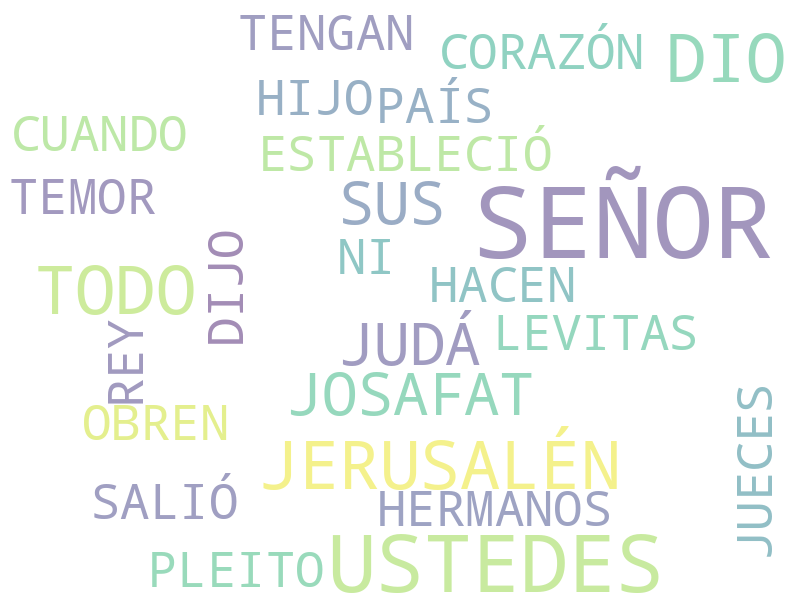 TENGAN
CORAZÓN
DIO
HIJO
PAÍS
CUANDO
ESTABLECIÓ
TEMOR
SUS
SEÑOR
DIJO
NI
TODO
HACEN
REY
JUDÁ
LEVITAS
JOSAFAT
OBREN
JUECES
JERUSALÉN
SALIÓ
HERMANOS
PLEITO
USTEDES